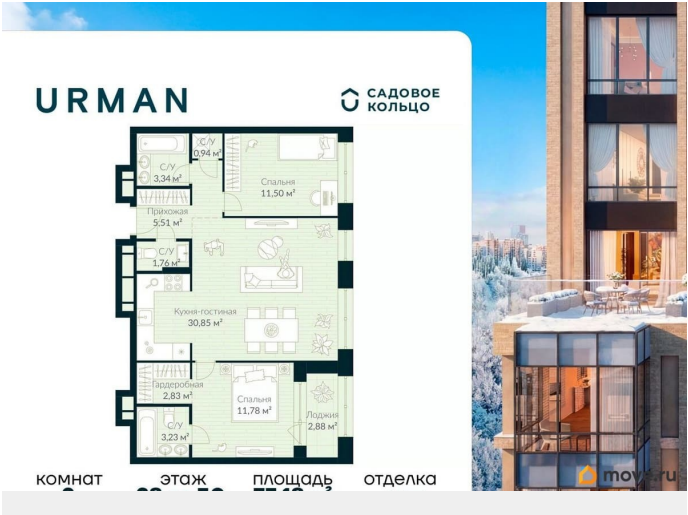 URMAN
САДОВОЕ
КОЛЬЦО
С/У
0,94 м²
С/У
3,34 м²
Спальня
11,50 м²
Прихожая
5,51 м²
С/У
1,76 м²
Кухня-гостиная
30,85 м²
Гардеробная
2,83 м²
Спальня
11,78 м²
Лоджия
2,88 м²
С/У
3,23 м²
комнат этаж площадь отделка
move.ru